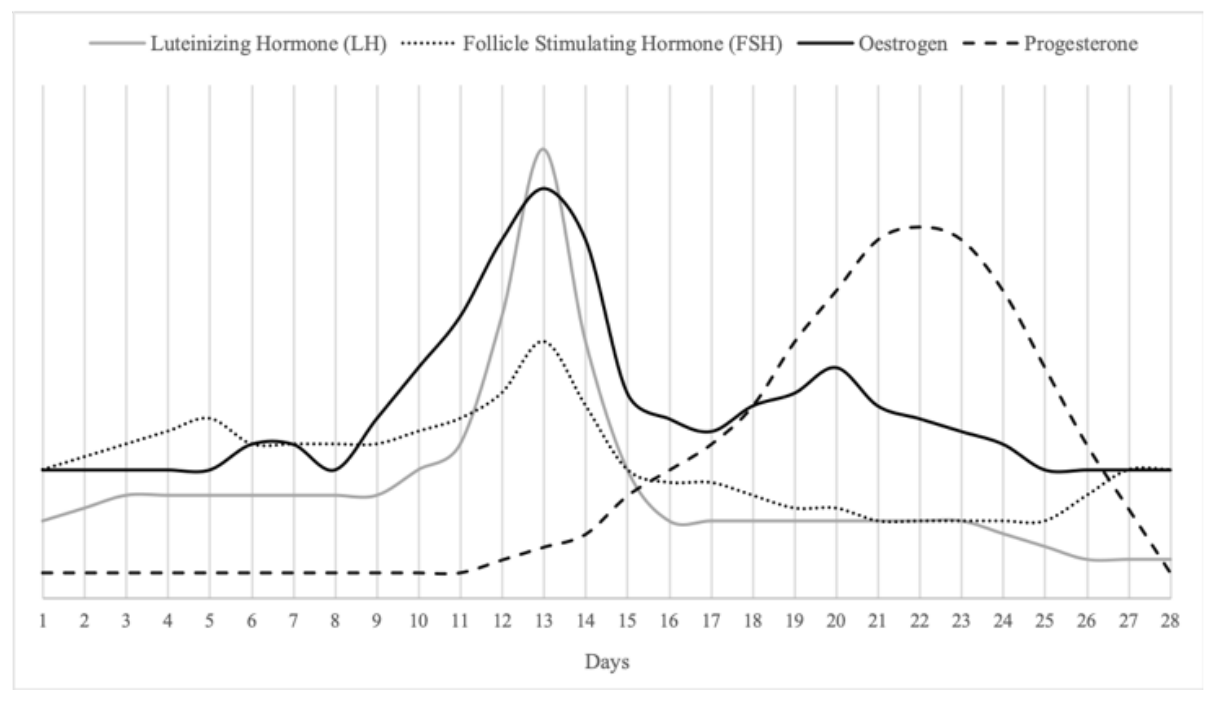 Luteinizing Hormone (LH) Follicle Stimulating Hormone (FSH) Oestrogen Progesterone
1 2 3 4 5 6 7 8 9 10 11 12 13 14 15 16 17 18 19 20 21 22 23 24 25 26 27 28
Days